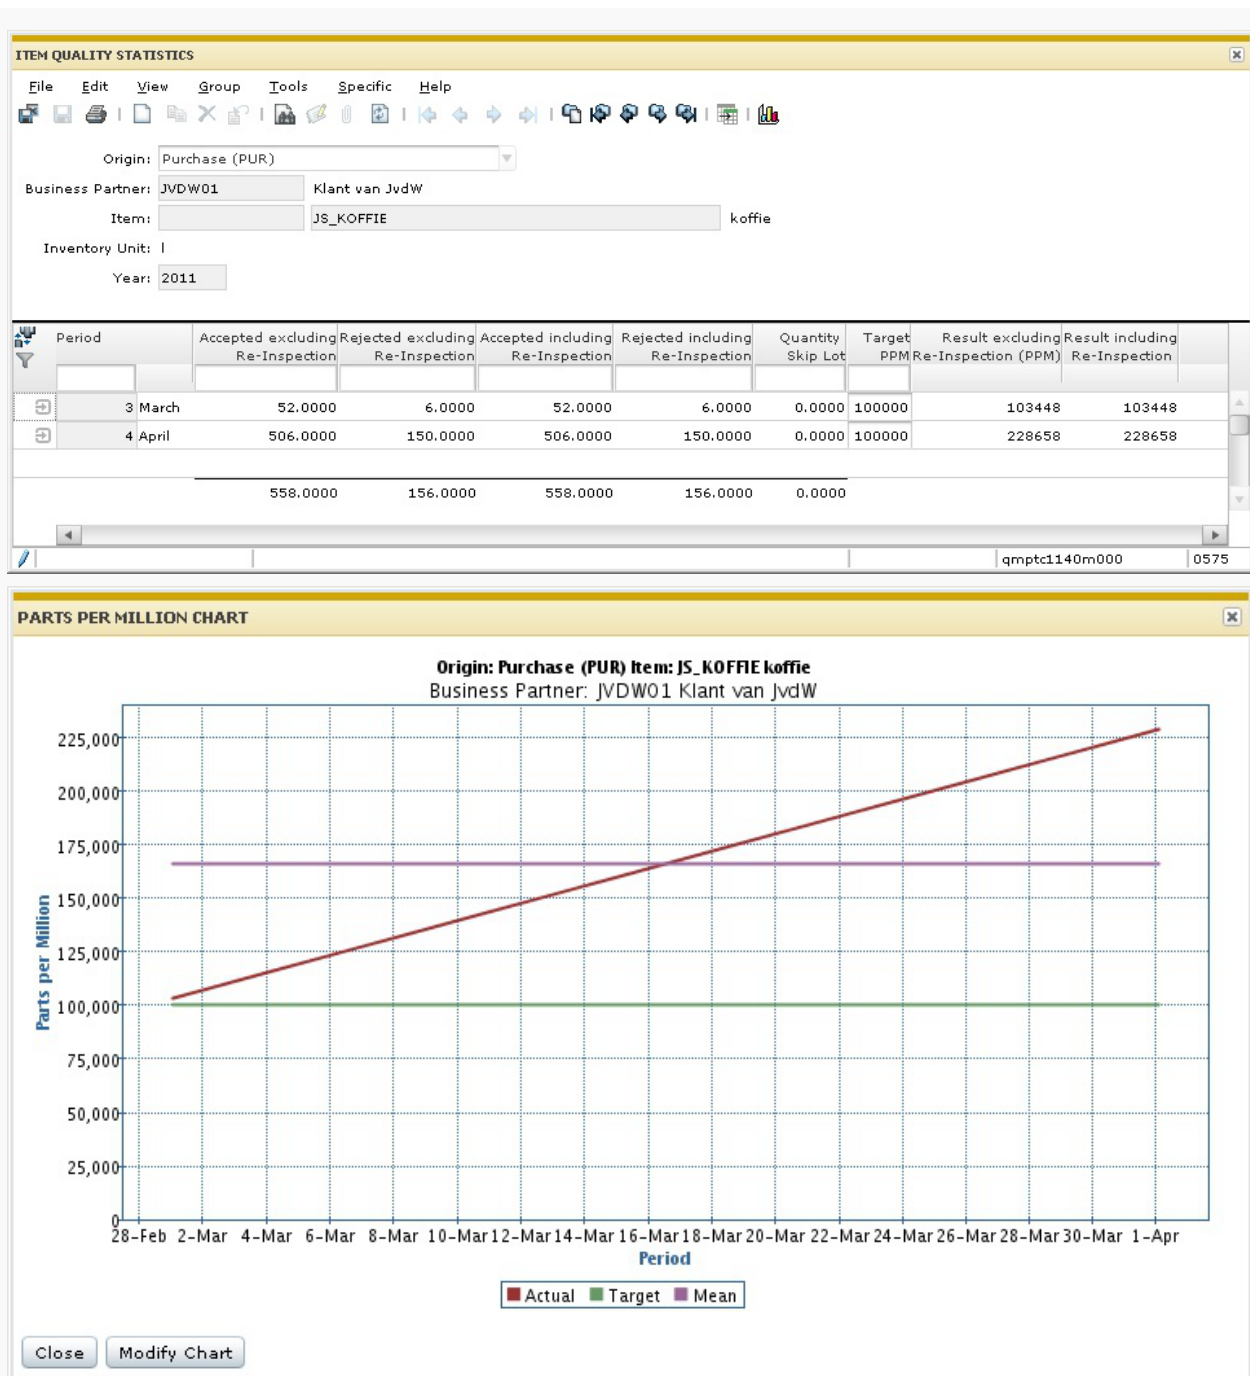 ITEM QUALITY STATISTICS
File Edit View Group Tools Specific Help
Origin: Purchase (PUR)
Business Partner: JVDW01 Klant van JvdW
Item: JS_KOFFIE koffie
Inventory Unit: l
Year: 2011
Period Accepted excluding Rejected excluding Accepted including Rejected including Quantity Target Result excluding Result including
Re-Inspection Re-Inspection Re-Inspection Re-Inspection Skip Lot PPM Re-Inspection (PPM) Re-Inspection
3 March 52.0000 6.0000 52.0000 6.0000 0.0000 100000 103448 103448
4 April 506.0000 150.0000 506.0000 150.0000 0.0000 100000 228658 228658
558.0000 156.0000 558.0000 156.0000 0.0000
qmptc1140m000 0575
PARTS PER MILLION CHART
Origin: Purchase (PUR) Item: JS_KOFFIE koffie
Business Partner: JVDW01 Klant van JvdW
225,000
200,000
175,000
150,000
125,000
100,000
75,000
50,000
25,000
0
Parts per Million
28-Feb 2-Mar 4-Mar 6-Mar 8-Mar 10-Mar 12-Mar 14-Mar 16-Mar 18-Mar 20-Mar 22-Mar 24-Mar 26-Mar 28-Mar 30-Mar 1-Apr
Period
Actual Target Mean
Close Modify Chart